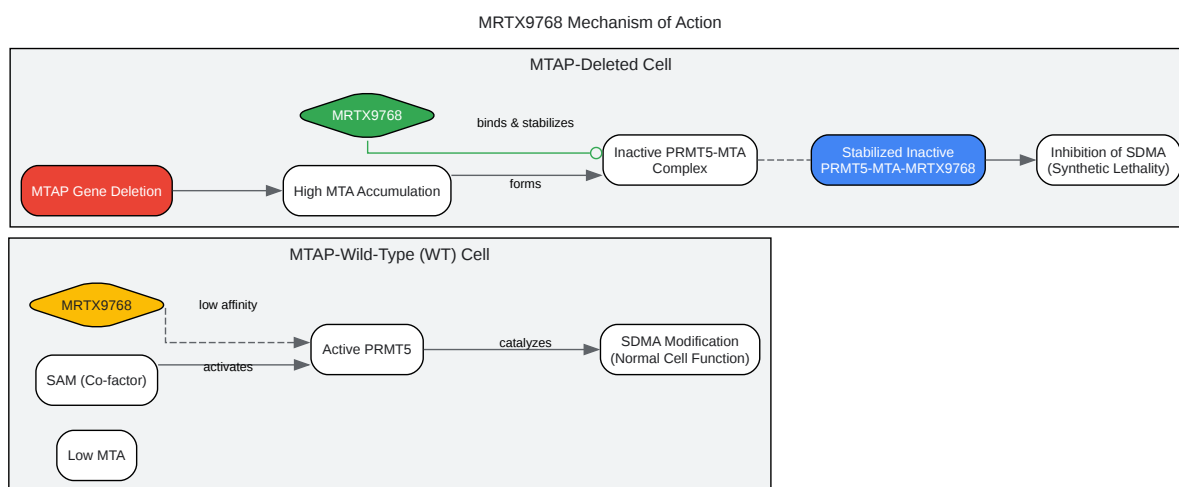 MRTX9768 Mechanism of Action
MTAP-Deleted Cell
MRTX9768
binds & stabilizes
MTAP Gene Deletion
High MTA Accumulation
forms
Inactive PRMT5-MTA
Complex
Stabilized Inactive
PRMT5-MTA-MRTX9768
Inhibition of SDMA
(Synthetic Lethality)
MTAP-Wild-Type (WT) Cell
MRTX9768
low affinity
SAM (Co-factor)
activates
Active PRMT5
catalyzes
SDMA Modification
(Normal Cell Function)
Low MTA